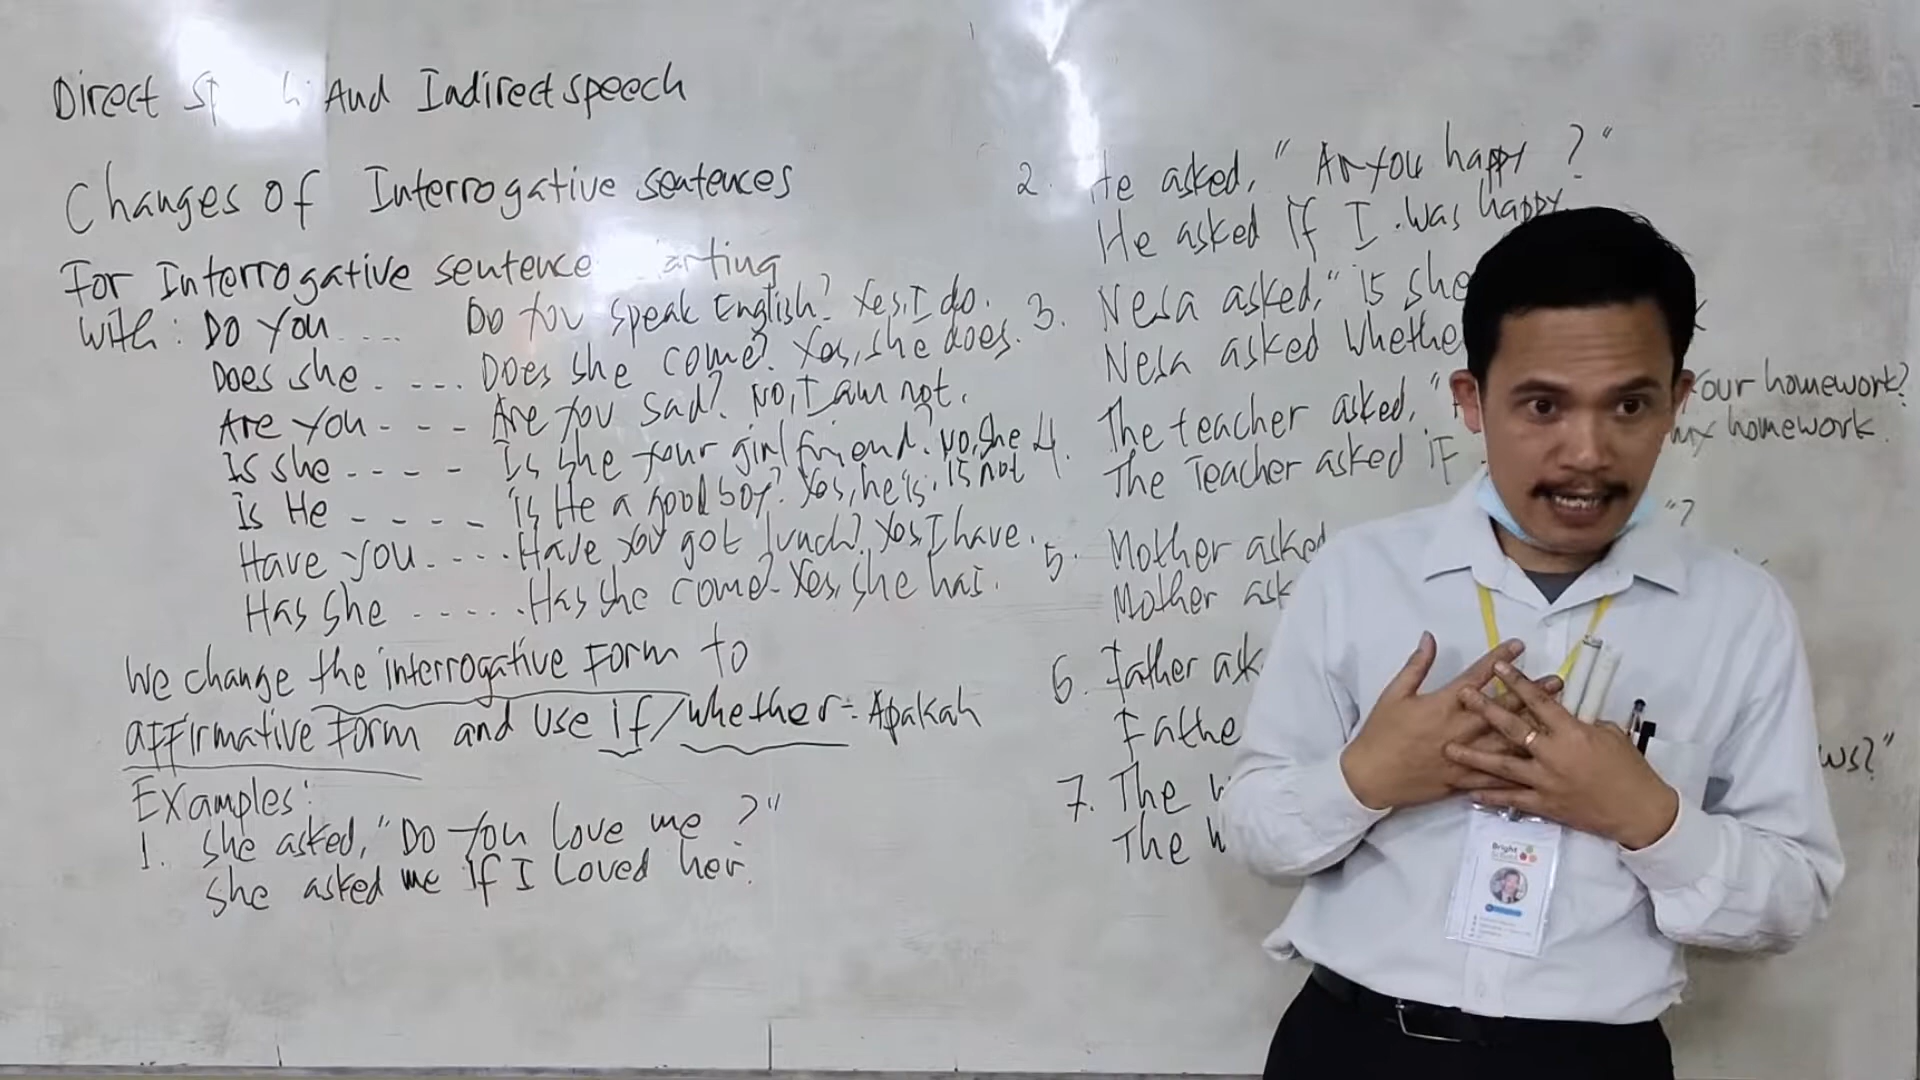 Direct And Indirect speech
Changes of Interrogative sentences
For Interrogative sentence
With: Do you .... Do you speak English? Yes, I do.
Does she .... Does she come? Yes, she does.
Are you - - - Are you sad? No, I am not.
Is she - - - - Is she your girlfriend? No, she is not
Is He - - - - Is He a good boy? Yes, he is.
Have you .... Have you got lunch? Yes, I have.
Has she ..... Has she come? Yes, she has.
We change the interrogative form to
affirmative form and use if/whether = Apakah
Examples:
1. She asked, "Do you love me ?"
She asked me if I loved her.
2. He asked, " you happy ?"
He asked if I was happy
3. Nesa asked, "is she
Nesa asked
4. The teacher asked, " your homework?
The Teacher asked if my homework.
5. Mother asked "?
Mother
6. Father
7. The ?"
The
Bright